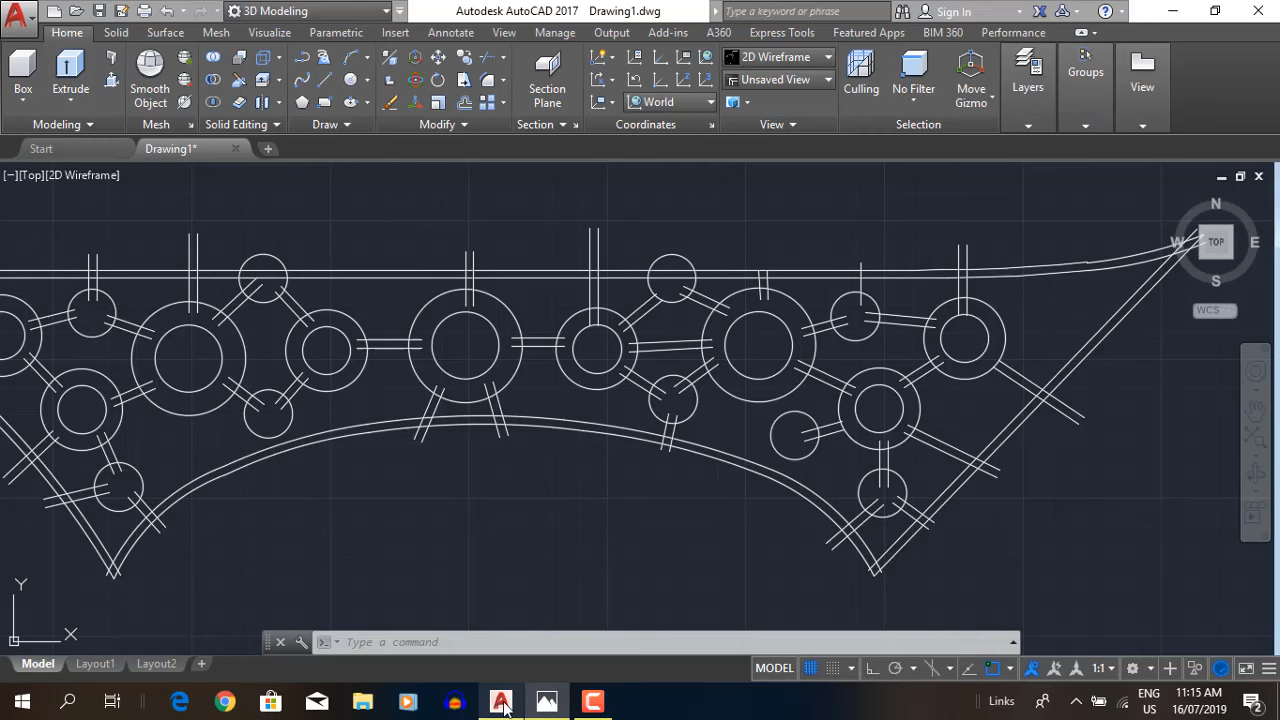 3D Modeling
Autodesk AutoCAD 2017 Drawing1.dwg
Type a keyword or phrase
Sign In
Home Solid Surface Mesh Visualize Parametric Insert Annotate View Manage Output Add-ins A360 Express Tools Featured Apps BIM 360 Performance
Box
Extrude
Smooth Object
Section Plane
2D Wireframe
Unsaved View
World
Culling
No Filter
Move Gizmo
Layers
Groups
View
Modeling
Mesh
Solid Editing
Draw
Modify
Section
Coordinates
View
Selection
Start
Drawing1*
[−][Top][2D Wireframe]
N
W TOP E
S
WCS
Y
X
Type a command
Model Layout1 Layout2
MODEL
1:1
Links
ENG
US
11:15 AM
16/07/2019
2